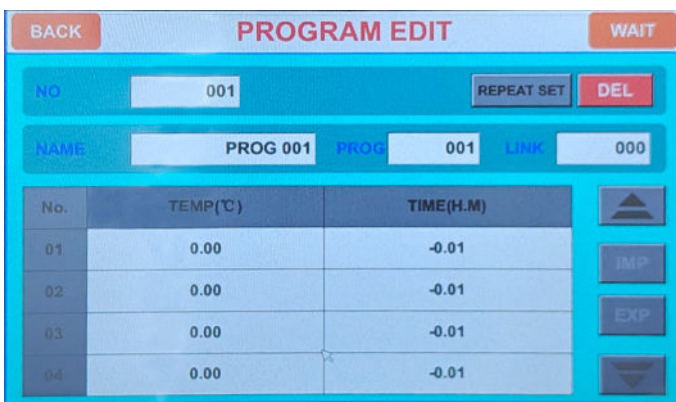 BACK PROGRAM EDIT WAIT
NO 001 REPEAT SET DEL
NAME PROG 001 PROG 001 LINK 000
No. TEMP(℃) TIME(H.M)
01 0.00 -0.01
IMP
02 0.00 -0.01
EXP
03 0.00 -0.01
04 0.00 -0.01